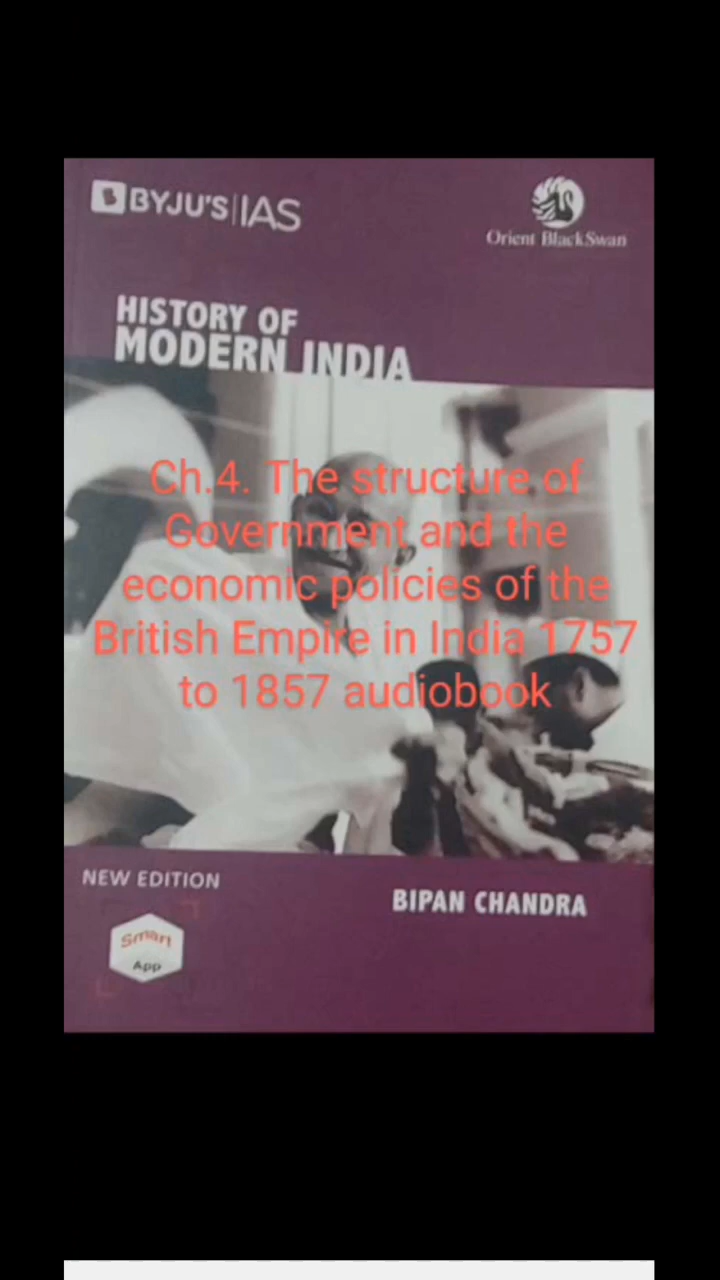 BYJU'S|IAS
Orient BlackSwan
HISTORY OF
MODERN INDIA
Ch.4. The structure of
Government and the
economic policies of the
British Empire in India 1757
to 1857 audiobook
NEW EDITION
BIPAN CHANDRA
Smart
App